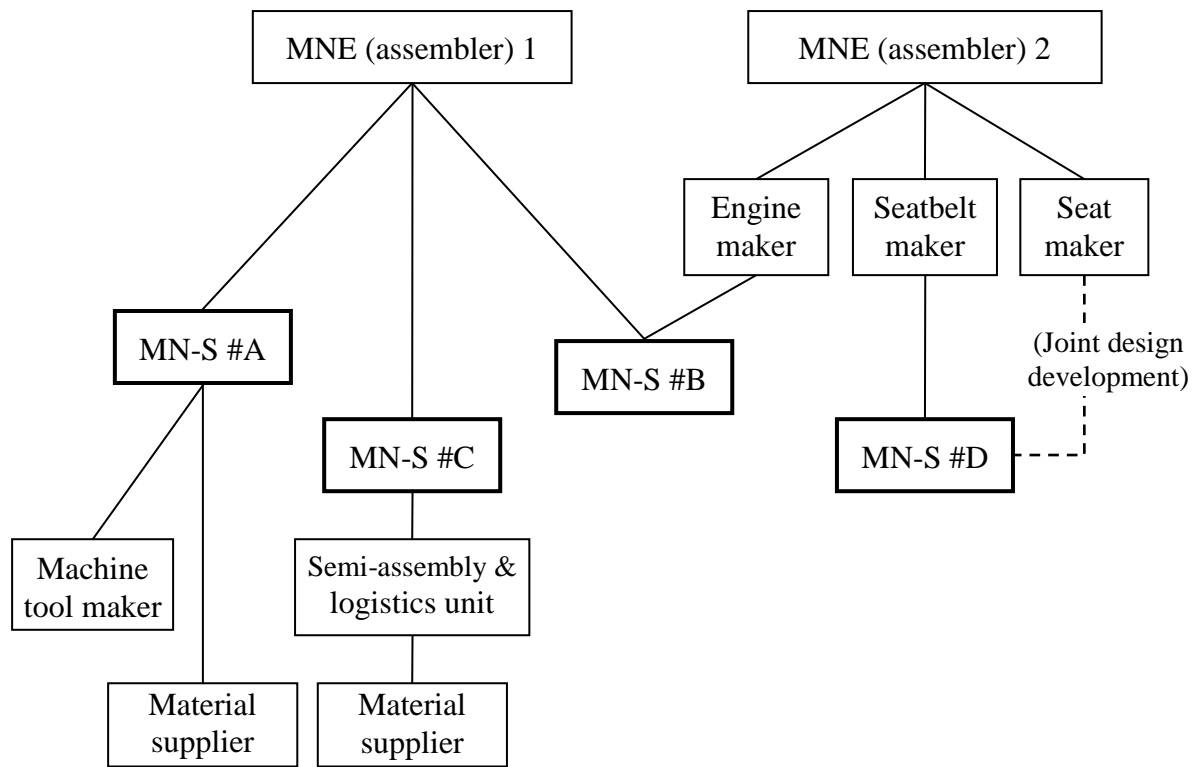 MNE (assembler) 1
MNE (assembler) 2
Engine
maker
Seatbelt
maker
Seat
maker
MN-S #A
MN-S #B
(Joint design
development)
MN-S #C
MN-S #D
Machine
tool maker
Semi-assembly &
logistics unit
Material
supplier
Material
supplier